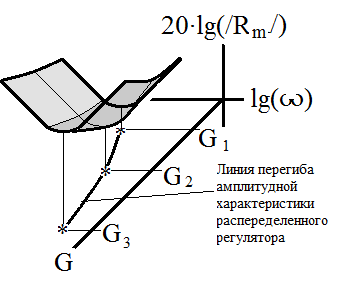 20·lg(/Rm/)
lg(ω)
G1
G2
Линия перегиба
амплитудной
характеристики
распеределенного
регулятора
G3
G